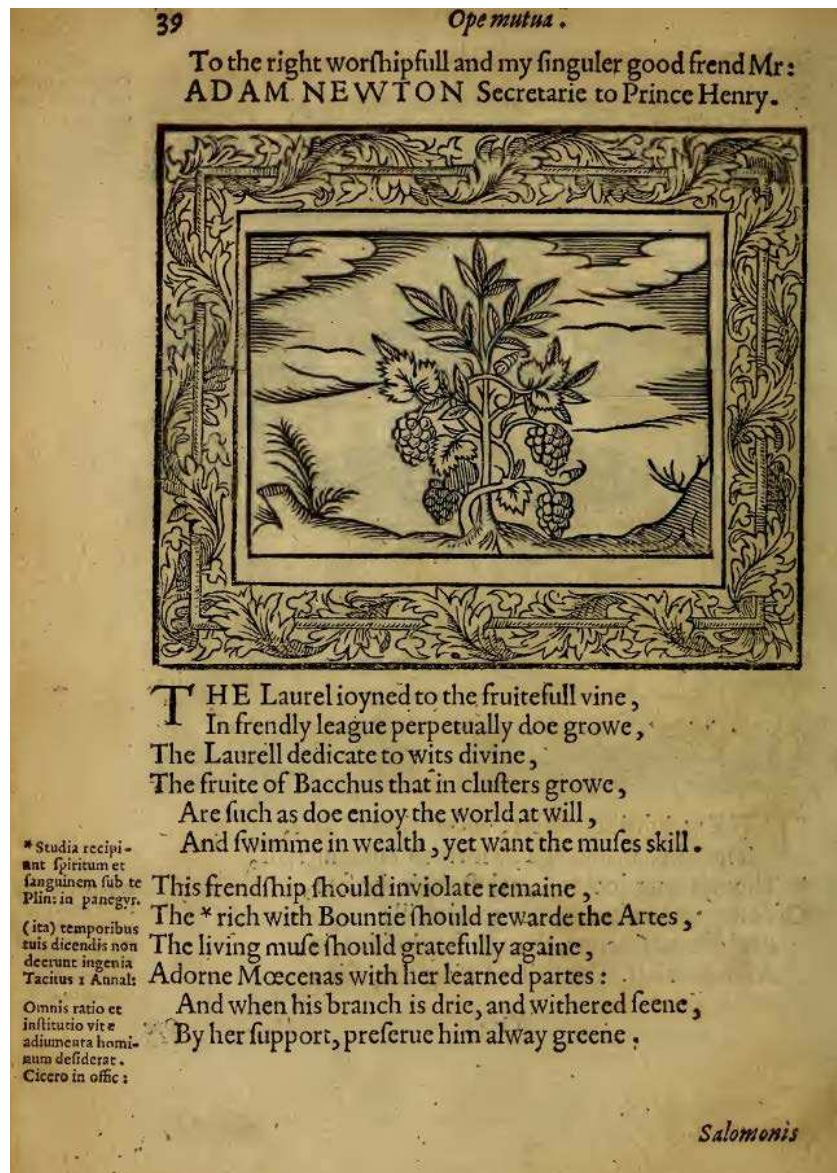 39
Ope mutua.
To the right worſhipfull and my ſinguler good frend Mr:
ADAM NEWTON Secretarie to Prince Henry.
THE Laurel ioyned to the fruitefull vine,
In frendly league perpetually doe growe,
The Laurell dedicate to wits divine,
The fruite of Bacchus that in cluſters growe,
Are ſuch as doe enioy the world at will,
And ſwimme in wealth, yet want the muſes skill.
This frendſhip ſhould inviolate remaine,
The * rich with Bountie ſhould rewarde the Artes,
The living muſe ſhould gratefully againe,
Adorne Mœcenas with her learned partes:
And when his branch is drie, and withered ſeene,
By her ſupport, preſerue him alway greene.
* Studia recipi-
ant ſpiritum et
ſanguinem ſub te
Plin: in panegyr.
(ita) temporibus
tuis dicendis non
deerunt ingenia
Tacitus 1 Annal:
Omnis ratio et
inſtitutio vitæ
adiumenta homi-
num deſiderat.
Cicero in offic:
Salomonis